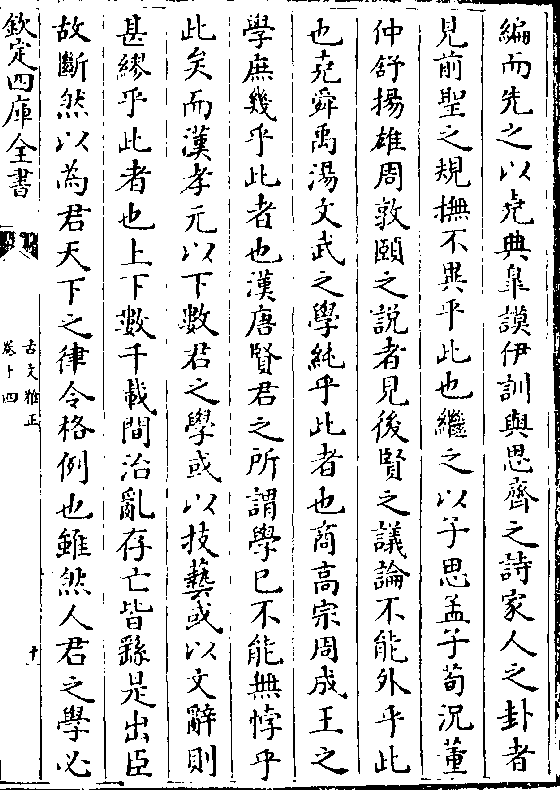 編而先之以堯典臯謨伊訓與思齊之詩家人之卦者
見前聖之規撫不異乎此也繼之以子思孟子荀況董
仲舒揚雄周敦頤之説者見後賢之議論不能外乎此
也堯舜禹湯文武之學純乎此者也商高宗周成王之
學庶幾乎此者也漢唐賢君之所謂學已不能無悖乎
此矣而漢孝元以下數君之學或以技藝或以文辭則
甚繆乎此者也上下數千載間治亂存亡皆繇是出臣
故斷然以為君天下之律令格例也雖然人君之學必
欽定四庫全書
古文雅正
卷十四
十